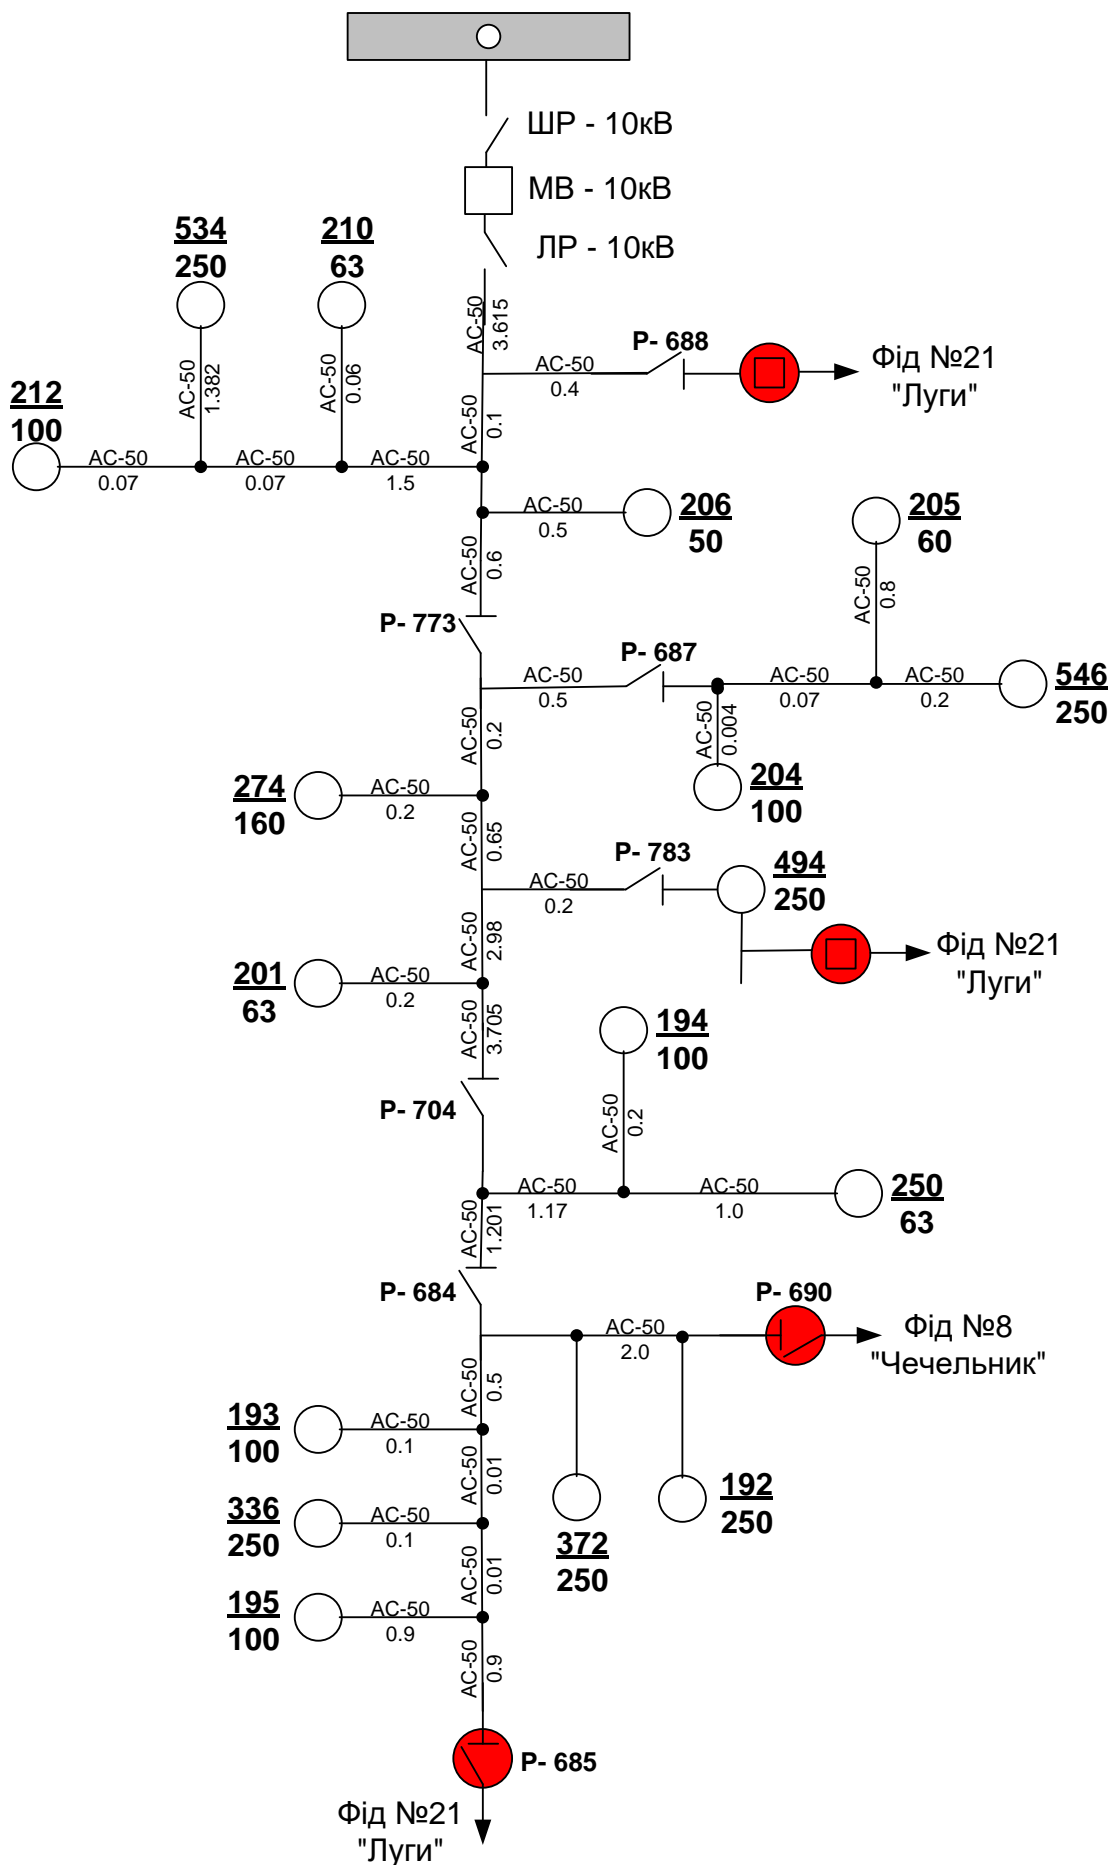 ШР - 10кВ
МВ - 10кВ
ЛР - 10кВ
534
250
210
63
АС-50
3.615
Р- 688
АС-50
0.4
Фід №21
"Луги"
АС-50
1.382
АС-50
0.06
АС-50
0.1
212
100
АС-50
0.07
АС-50
0.07
АС-50
1.5
АС-50
0.5
206
50
205
60
АС-50
0.6
АС-50
0.8
Р- 773
Р- 687
АС-50
0.5
АС-50
0.07
АС-50
0.2
546
250
АС-50
0.2
АС-50
0.004
204
100
274
160
АС-50
0.2
АС-50
0.65
Р- 783
АС-50
0.2
494
250
АС-50
2.98
Фід №21
"Луги"
201
63
АС-50
0.2
АС-50
3.705
194
100
Р- 704
АС-50
0.2
АС-50
1.17
АС-50
1.0
250
63
АС-50
1.201
Р- 684
Р- 690
АС-50
2.0
Фід №8
"Чечельник"
АС-50
0.5
193
100
АС-50
0.1
АС-50
0.01
372
250
192
250
336
250
АС-50
0.1
АС-50
0.01
195
100
АС-50
0.9
АС-50
0.9
Р- 685
Фід №21
"Луги"